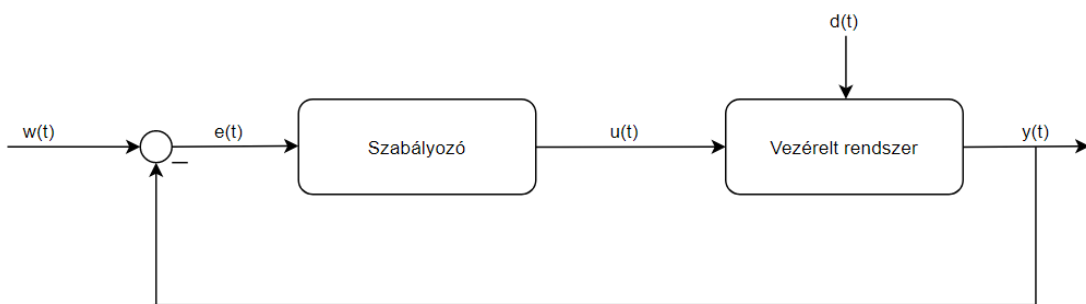 d(t)
w(t)
e(t)
Szabályozó
u(t)
Vezérelt rendszer
y(t)